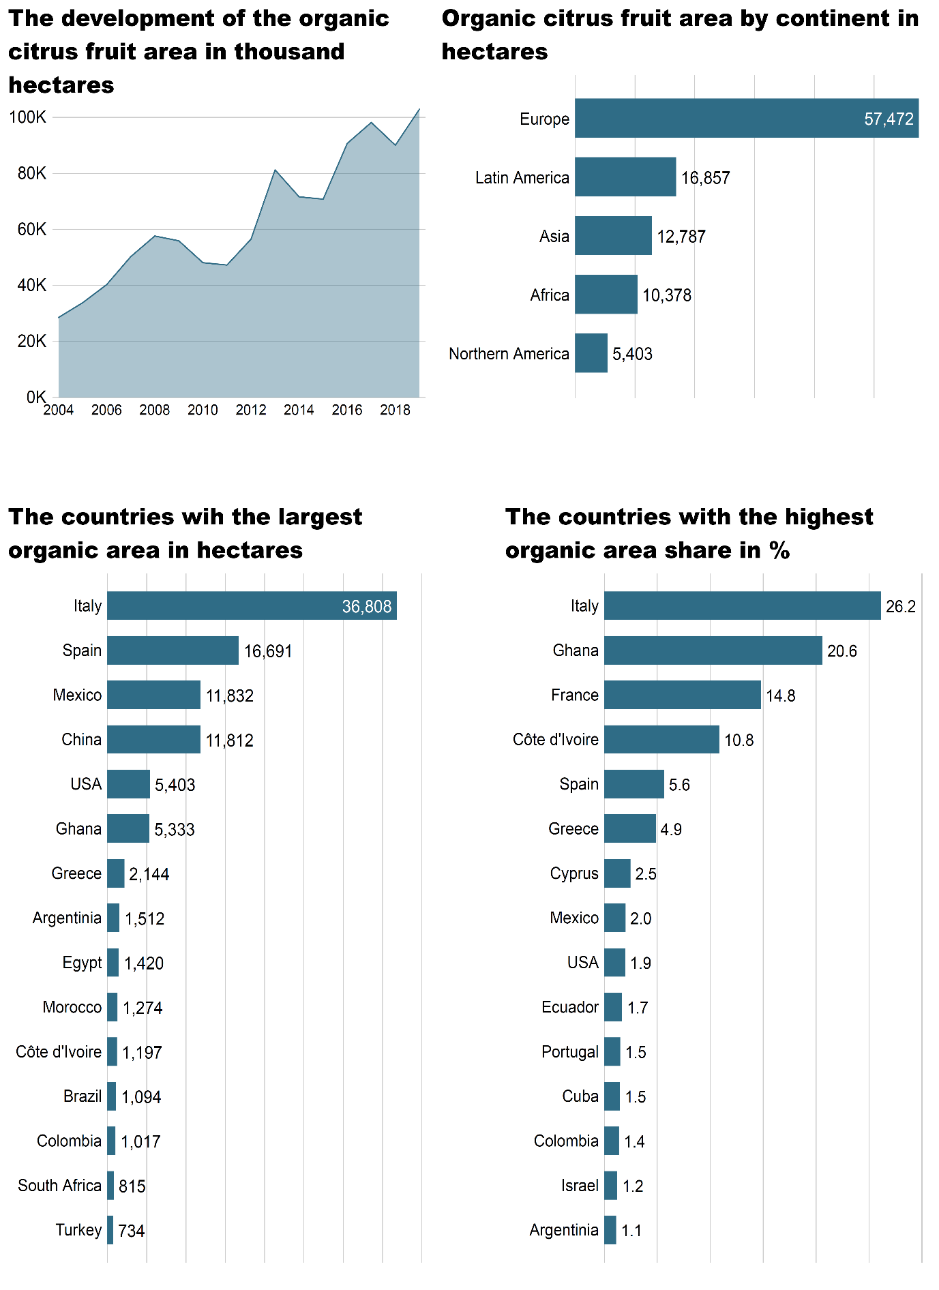 The development of the organic
citrus fruit area in thousand
hectares
100K
80K
60K
40K
20K
0K
2004 2006 2008 2010 2012 2014 2016 2018
Organic citrus fruit area by continent in
hectares
Europe 57,472
Latin America 16,857
Asia 12,787
Africa 10,378
Northern America 5,403
The countries wih the largest
organic area in hectares
Italy 36,808
Spain 16,691
Mexico 11,832
China 11,812
USA 5,403
Ghana 5,333
Greece 2,144
Argentinia 1,512
Egypt 1,420
Morocco 1,274
Côte d'Ivoire 1,197
Brazil 1,094
Colombia 1,017
South Africa 815
Turkey 734
The countries with the highest
organic area share in %
Italy 26.2
Ghana 20.6
France 14.8
Côte d'Ivoire 10.8
Spain 5.6
Greece 4.9
Cyprus 2.5
Mexico 2.0
USA 1.9
Ecuador 1.7
Portugal 1.5
Cuba 1.5
Colombia 1.4
Israel 1.2
Argentinia 1.1